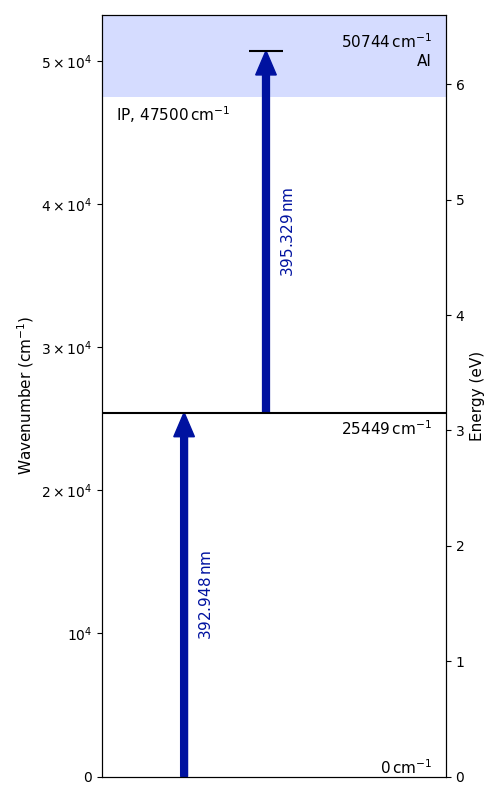 50744 cm⁻¹
AI
IP, 47500 cm⁻¹
395.329 nm
25449 cm⁻¹
392.948 nm
0 cm⁻¹
Wavenumber (cm⁻¹)
5 × 10⁴
4 × 10⁴
3 × 10⁴
2 × 10⁴
10⁴
0
Energy (eV)
6
5
4
3
2
1
0